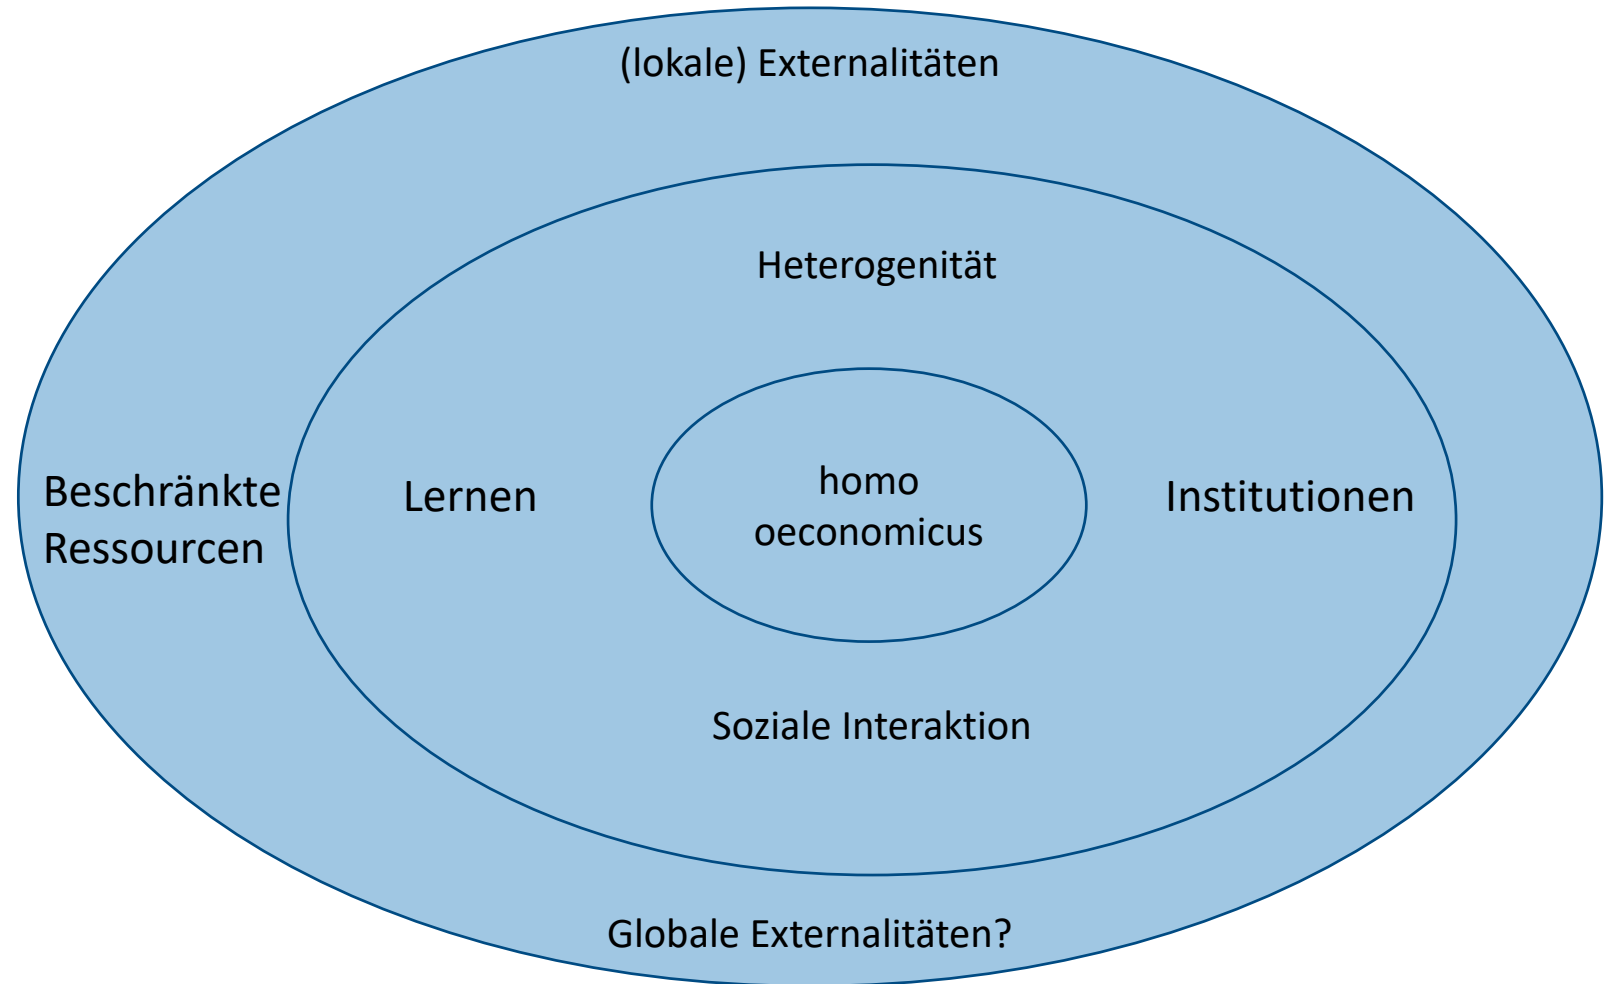 (lokale) Externalitäten
Heterogenität
Beschränkte
Ressourcen
Lernen
homo
oeconomicus
Institutionen
Soziale Interaktion
Globale Externalitäten?